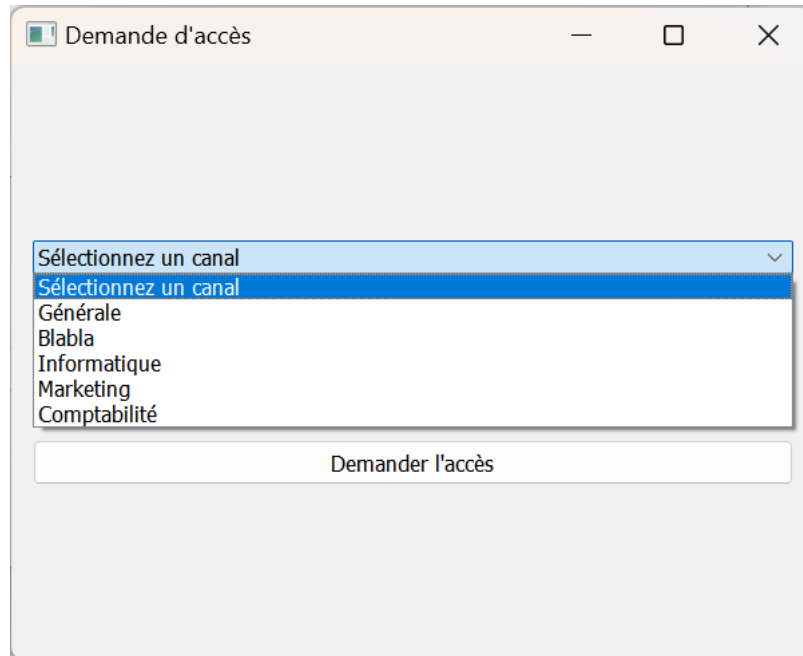 Demande d'accès
Sélectionnez un canal
Sélectionnez un canal
Générale
Blabla
Informatique
Marketing
Comptabilité
Demander l'accès